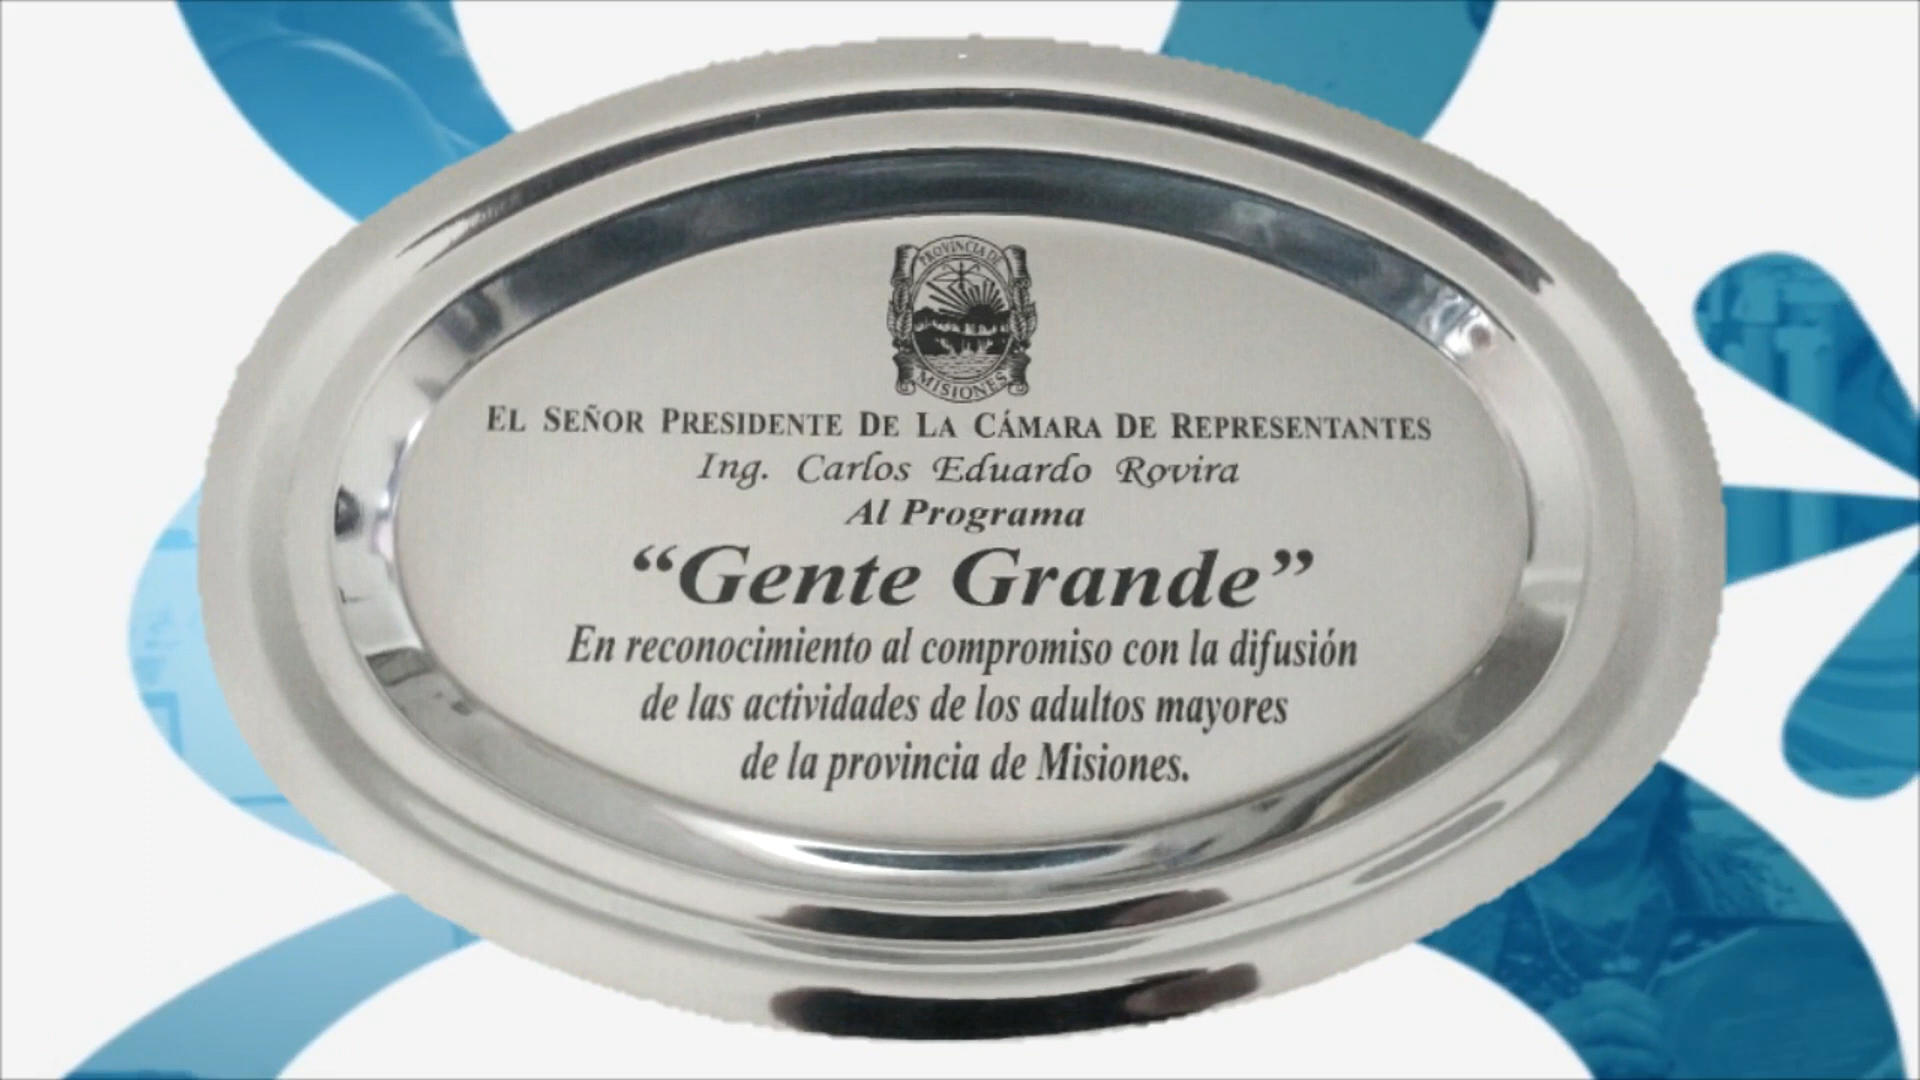 PROVINCIA DE
MISIONES
EL SEÑOR PRESIDENTE DE LA CÁMARA DE REPRESENTANTES
Ing. Carlos Eduardo Rovira
Al Programa
“Gente Grande”
En reconocimiento al compromiso con la difusión
de las actividades de los adultos mayores
de la provincia de Misiones.